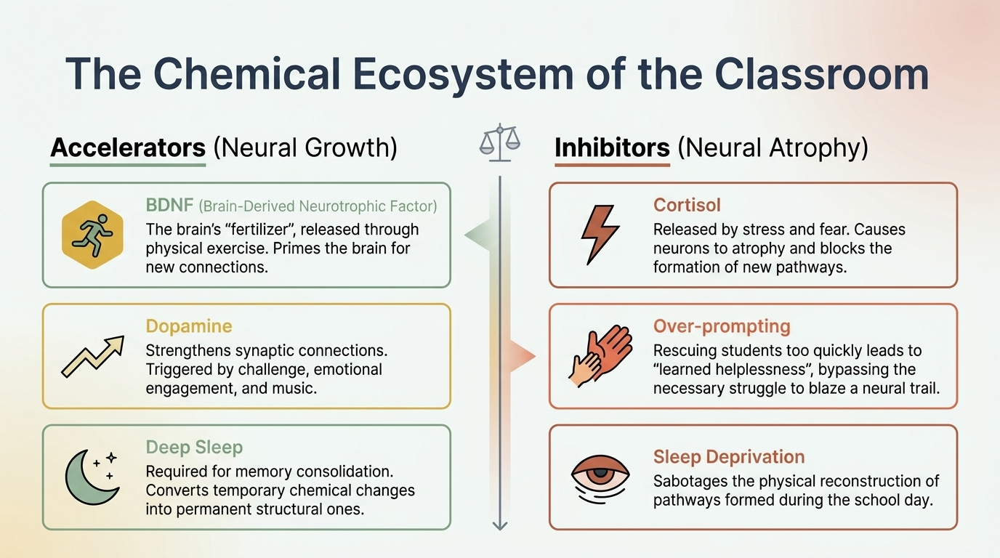 The Chemical Ecosystem of the Classroom
Accelerators (Neural Growth)
BDNF (Brain-Derived Neurotrophic Factor)
The brain’s “fertilizer”, released through
physical exercise. Primes the brain for
new connections.
Dopamine
Strengthens synaptic connections.
Triggered by challenge, emotional
engagement, and music.
Deep Sleep
Required for memory consolidation.
Converts temporary chemical changes
into permanent structural ones.
Inhibitors (Neural Atrophy)
Cortisol
Released by stress and fear. Causes
neurons to atrophy and blocks the
formation of new pathways.
Over-prompting
Rescuing students too quickly leads to
“learned helplessness”, bypassing the
necessary struggle to blaze a neural trail.
Sleep Deprivation
Sabotages the physical reconstruction of
pathways formed during the school day.